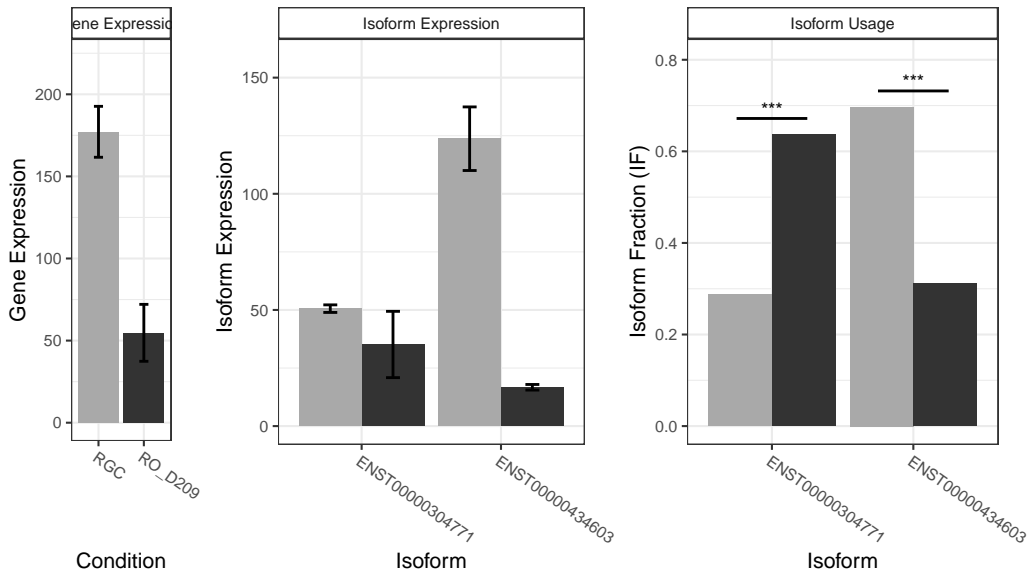 ene Expressio
Gene Expression
200
150
100
50
0
RGC
RO_D209
Condition
Isoform Expression
Isoform Expression
150
100
50
0
ENST00000304771
ENST00000434603
Isoform
Isoform Usage
Isoform Fraction (IF)
0.8
0.6
0.4
0.2
0.0
***
***
ENST00000304771
ENST00000434603
Isoform